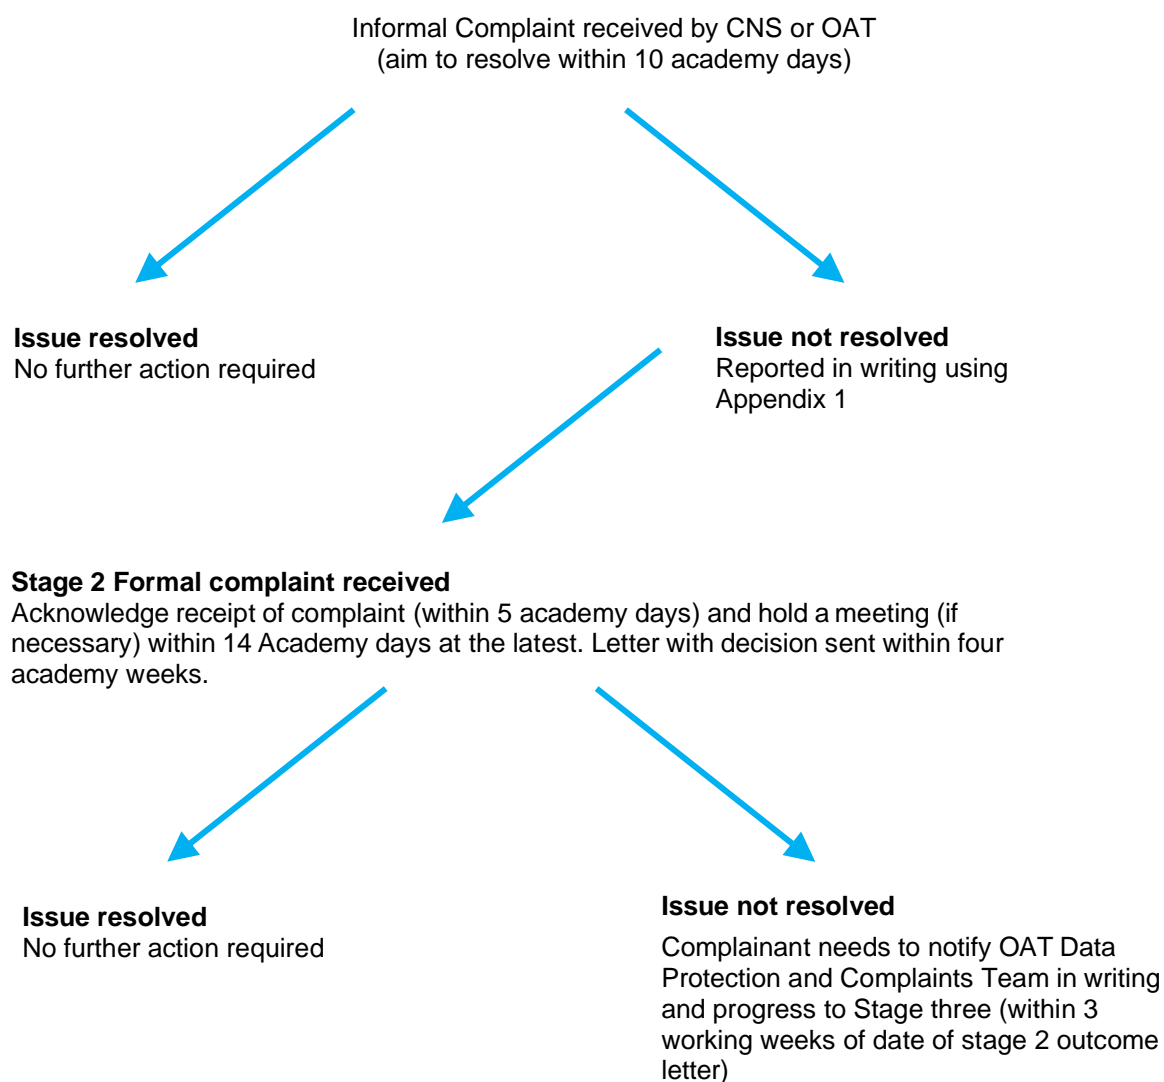 Informal Complaint received by CNS or OAT
(aim to resolve within 10 academy days)
Issue resolved
No further action required
Issue not resolved
Reported in writing using
Appendix 1
Stage 2 Formal complaint received
Acknowledge receipt of complaint (within 5 academy days) and hold a meeting (if
necessary) within 14 Academy days at the latest. Letter with decision sent within four
academy weeks.
Issue resolved
No further action required
Issue not resolved
Complainant needs to notify OAT Data
Protection and Complaints Team in writing
and progress to Stage three (within 3
working weeks of date of stage 2 outcome
letter)